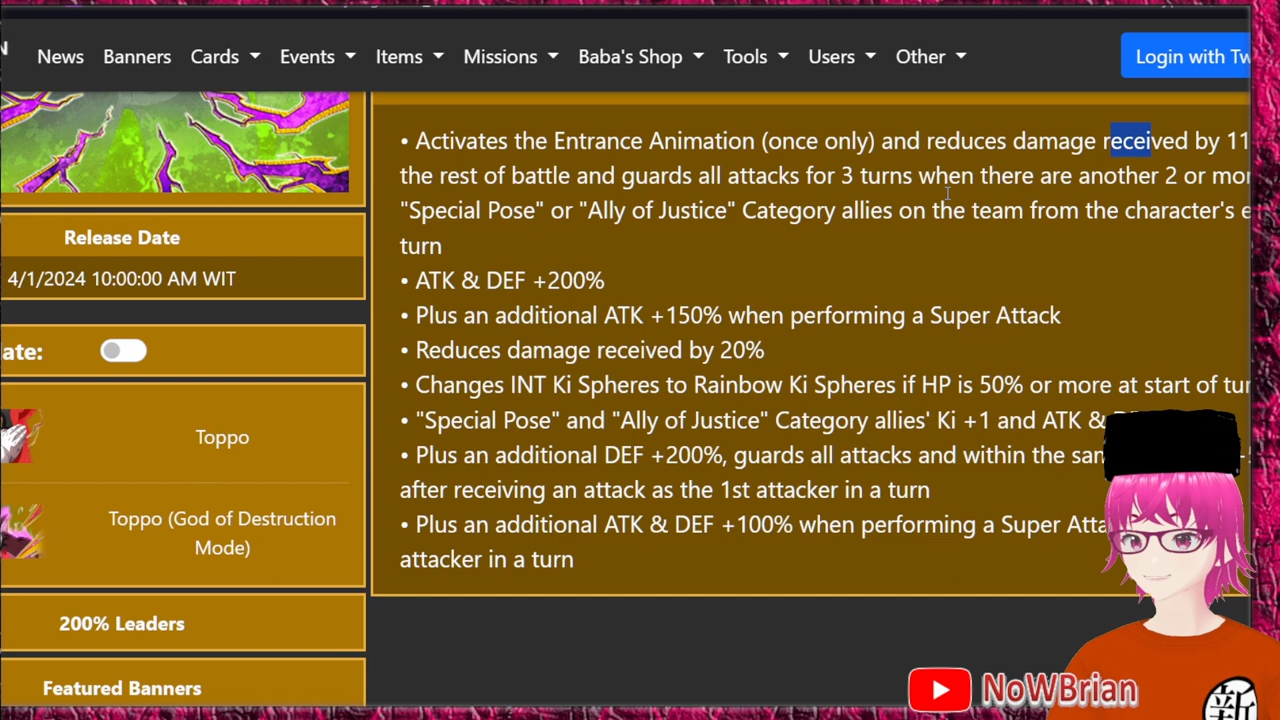 N News Banners Cards Events Items Missions Baba's Shop Tools Users Other Login with Tw
• Activates the Entrance Animation (once only) and reduces damage received by 11
the rest of battle and guards all attacks for 3 turns when there are another 2 or mor
"Special Pose" or "Ally of Justice" Category allies on the team from the character's e
turn
• ATK & DEF +200%
• Plus an additional ATK +150% when performing a Super Attack
• Reduces damage received by 20%
• Changes INT Ki Spheres to Rainbow Ki Spheres if HP is 50% or more at start of tur
• "Special Pose" and "Ally of Justice" Category allies' Ki +1 and ATK &
• Plus an additional DEF +200%, guards all attacks and within the sam
after receiving an attack as the 1st attacker in a turn
• Plus an additional ATK & DEF +100% when performing a Super Atta
attacker in a turn
Release Date
4/1/2024 10:00:00 AM WIT
ate:
Toppo
Toppo (God of Destruction
Mode)
200% Leaders
Featured Banners
NoWBrian
新